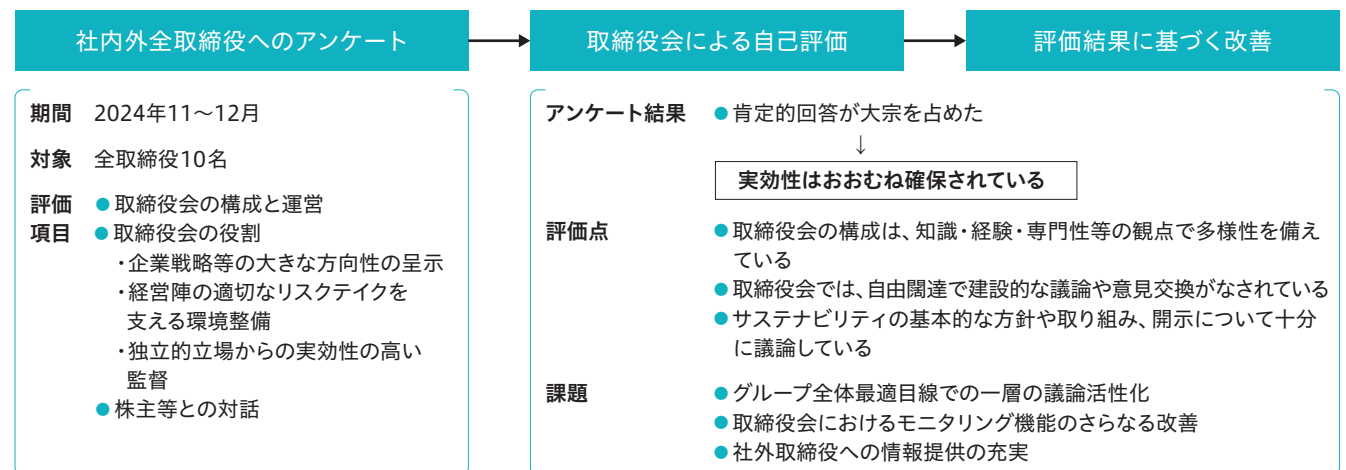 社内外全取締役へのアンケート
取締役会による自己評価
評価結果に基づく改善
期間 2024年11～12月
対象 全取締役10名
評価 ●取締役会の構成と運営
項目 ●取締役会の役割
・企業戦略等の大きな方向性の呈示
・経営陣の適切なリスクテイクを
支える環境整備
・独立的立場からの実効性の高い
監督
●株主等との対話
アンケート結果 ●肯定的回答が大宗を占めた
↓
実効性はおおむね確保されている
評価点 ●取締役会の構成は、知識・経験・専門性等の観点で多様性を備え
ている
●取締役会では、自由闊達で建設的な議論や意見交換がなされている
●サステナビリティの基本的な方針や取り組み、開示について十分
に議論している
課題 ●グループ全体最適目線での一層の議論活性化
●取締役会におけるモニタリング機能のさらなる改善
●社外取締役への情報提供の充実